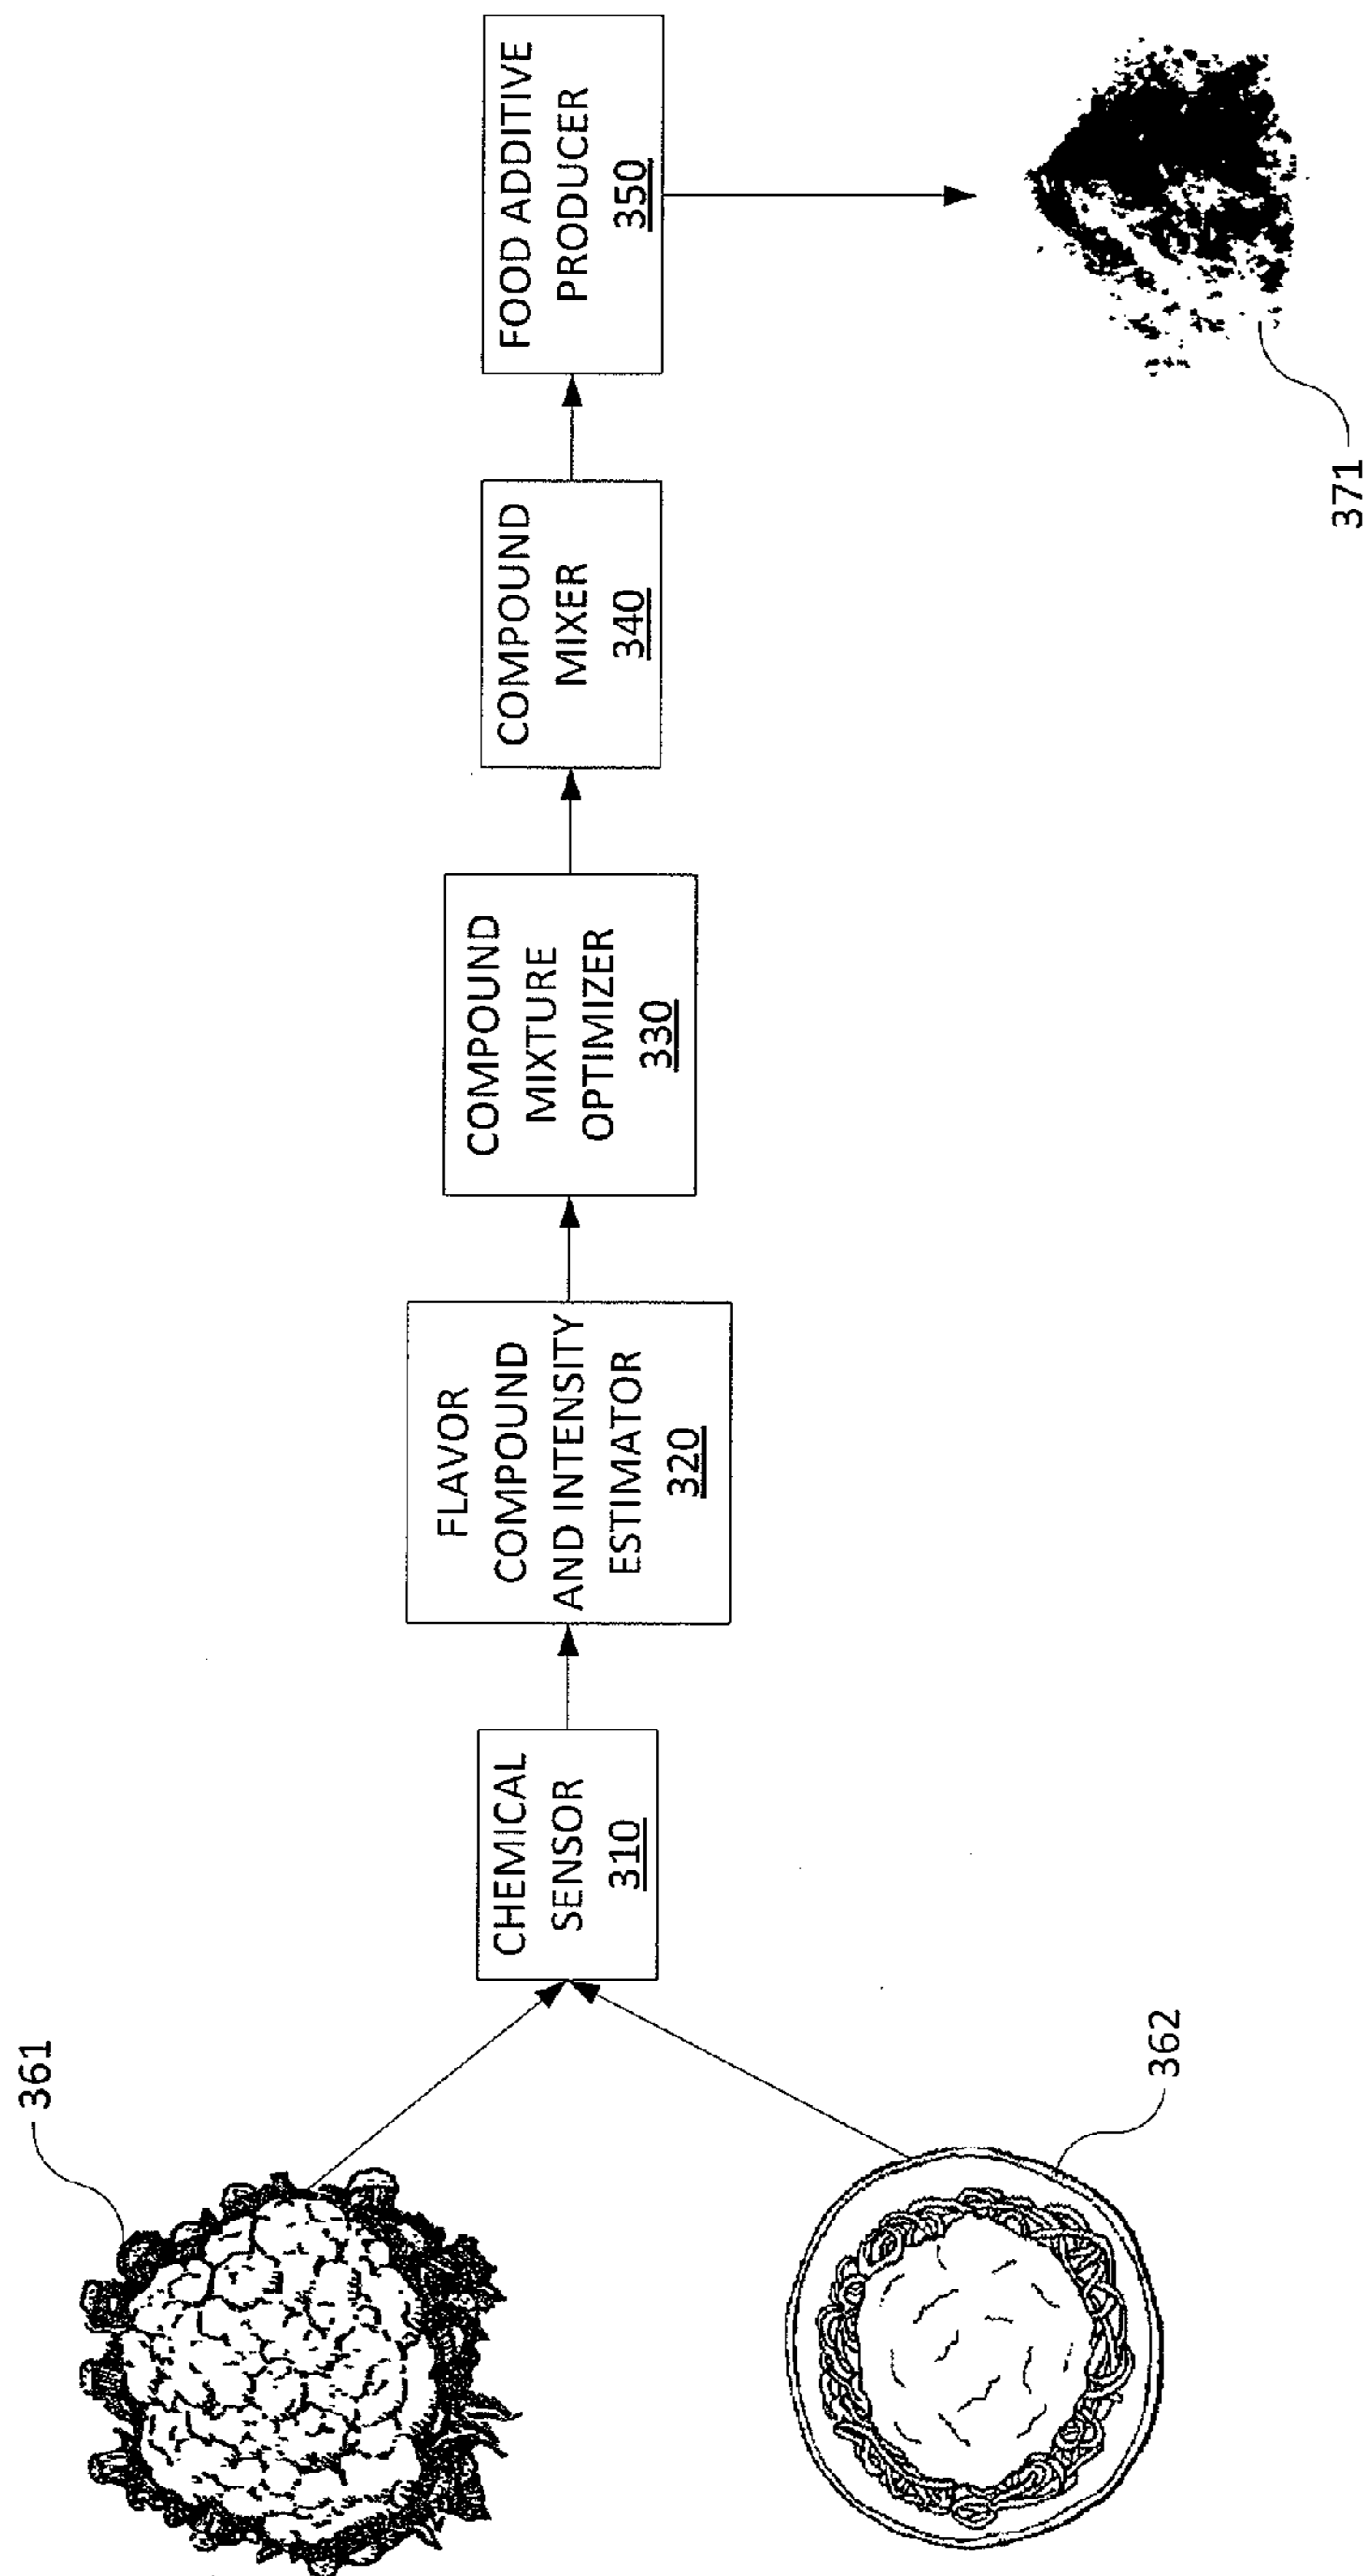 361
362
CHEMICAL
SENSOR
310
FLAVOR
COMPOUND
AND INTENSITY
ESTIMATOR
320
COMPOUND
MIXTURE
OPTIMIZER
330
COMPOUND
MIXER
340
FOOD ADDITIVE
PRODUCER
350
371